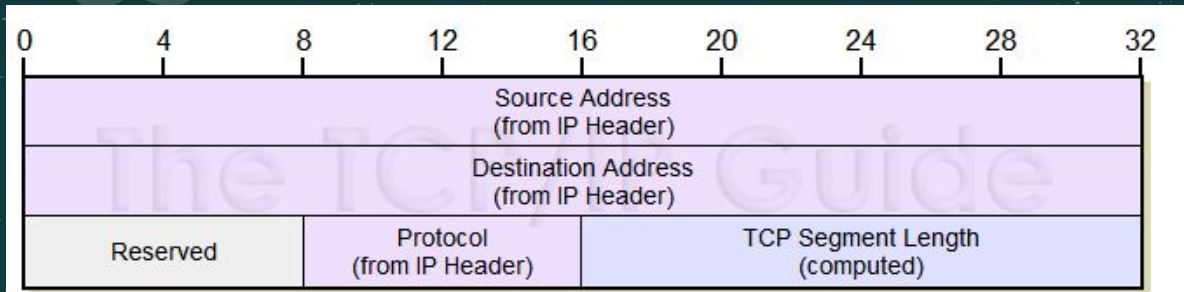 0 4 8 12 16 20 24 28 32
Source Address
(from IP Header)
Destination Address
(from IP Header)
Reserved Protocol TCP Segment Length
(from IP Header) (computed)
The TCP/IP Guide